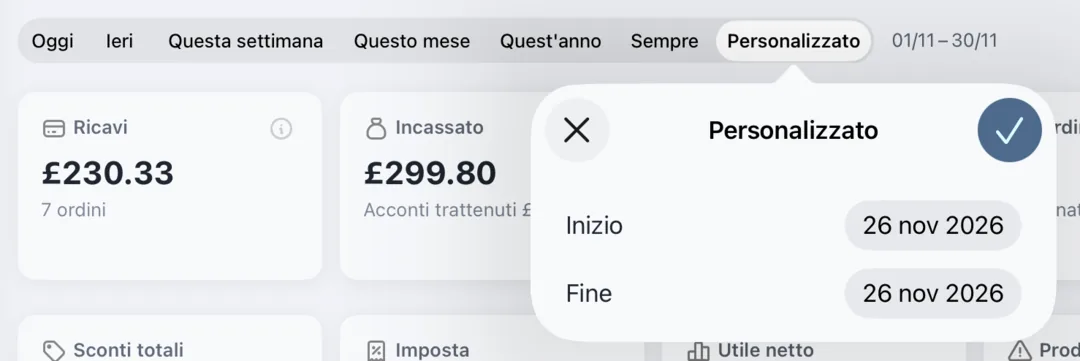 Oggi Ieri Questa settimana Questo mese Quest'anno Sempre Personalizzato 01/11 – 30/11
Ricavi
£230.33
7 ordini
Incassato
£299.80
Acconti trattenuti £
Personalizzato
Inizio 26 nov 2026
Fine 26 nov 2026
Sconti totali
Imposta
Utile netto